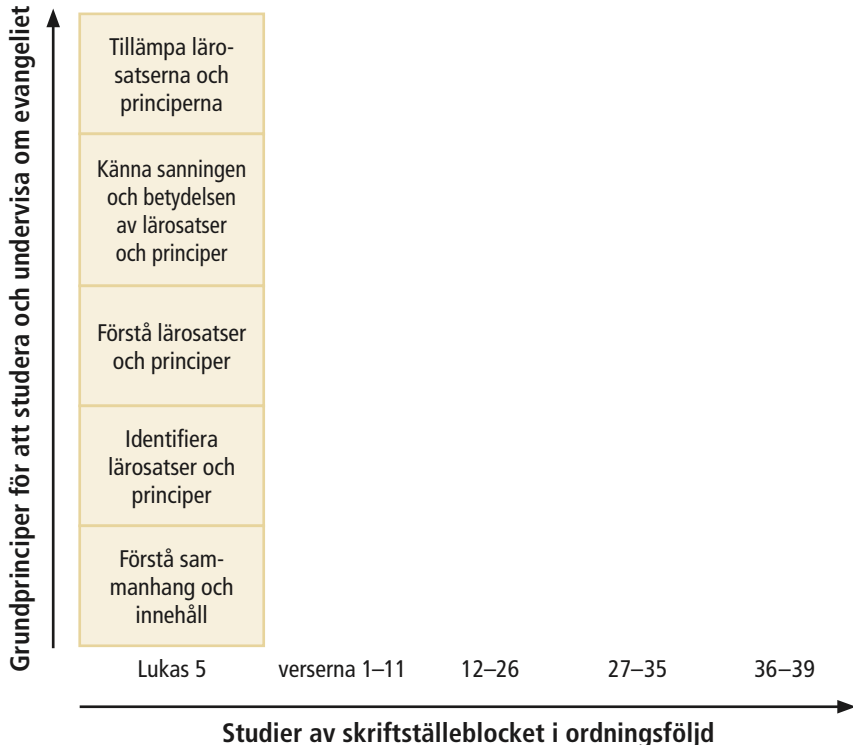 Grundprinciper för att studera och undervisa om evangeliet
Tillämpa läro-
satserna och
principerna
Känna sanningen
och betydelsen
av lärosatser
och principer
Förstå lärosatser
och principer
Identifiera
lärosatser och
principer
Förstå sam-
manhang och
innehåll
Lukas 5 verserna 1–11 12–26 27–35 36–39
Studier av skriftställeblocket i ordningsföljd